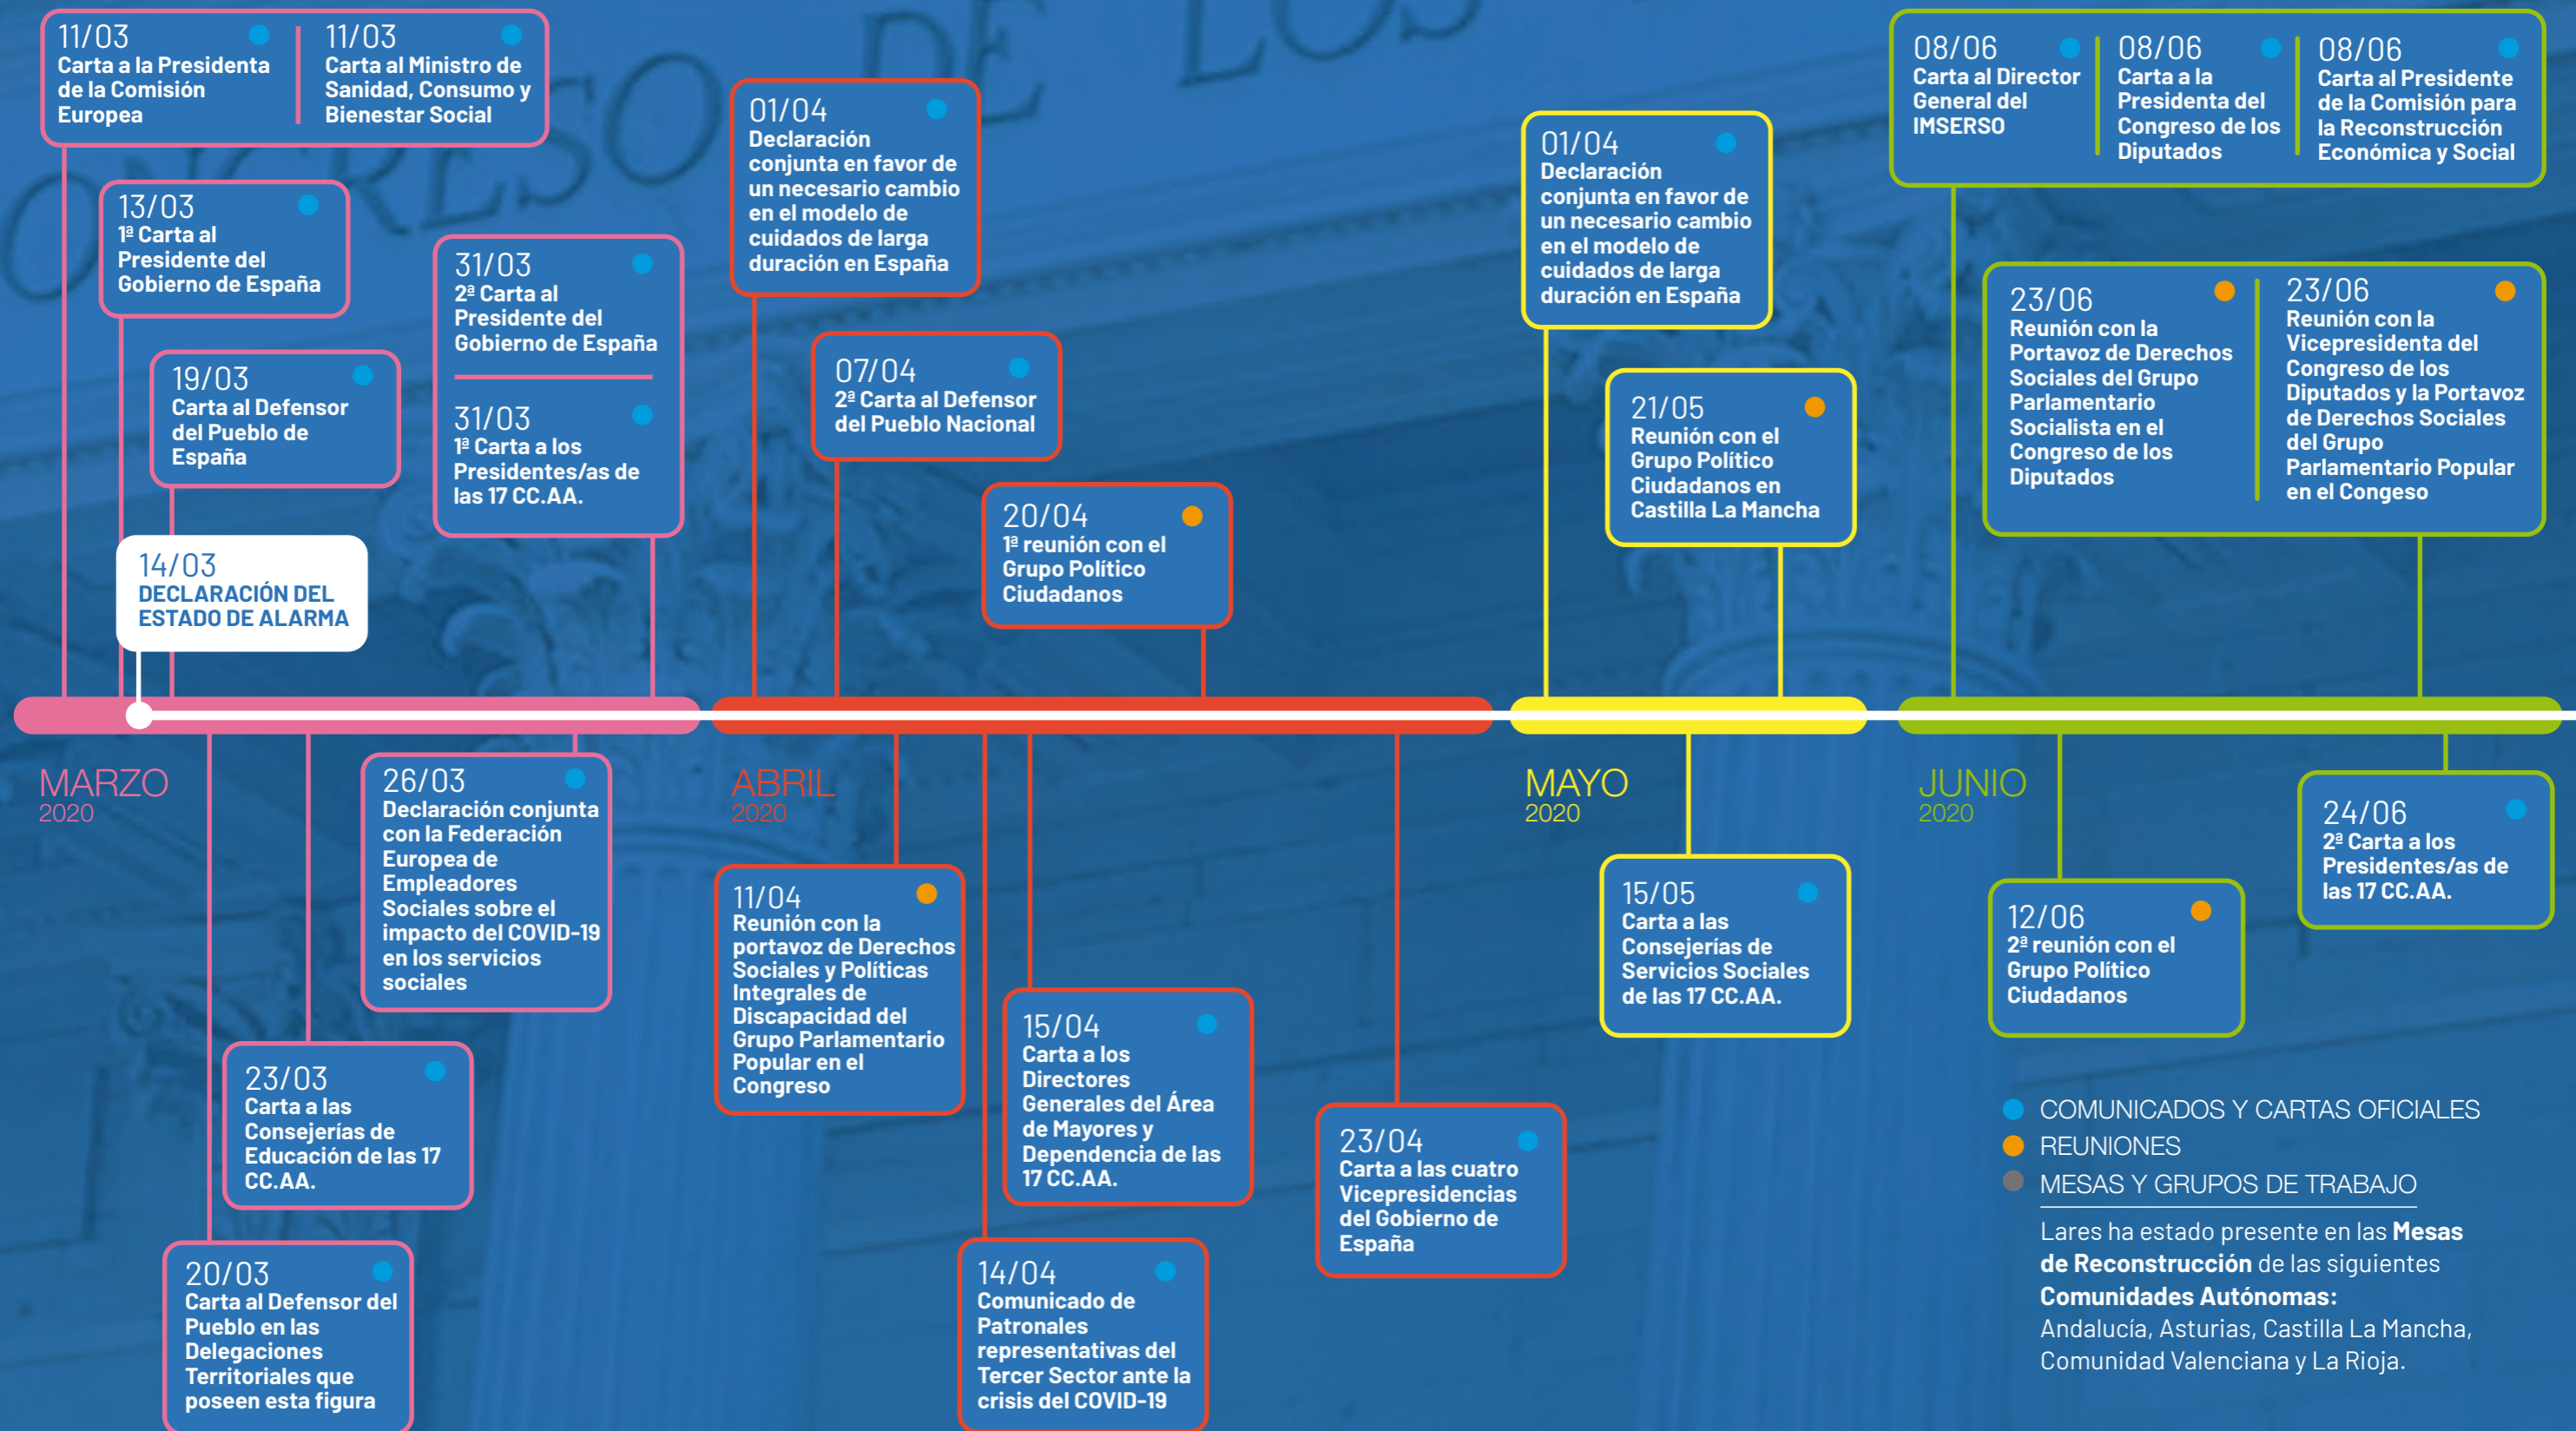 CONGRESO DE LOS
11/03
Carta a la Presidenta
de la Comisión
Europea
11/03
Carta al Ministro de
Sanidad, Consumo y
Bienestar Social
13/03
1ª Carta al
Presidente del
Gobierno de España
19/03
Carta al Defensor
del Pueblo de
España
14/03
DECLARACIÓN DEL
ESTADO DE ALARMA
31/03
2ª Carta al
Presidente del
Gobierno de España
31/03
1ª Carta a los
Presidentes/as de
las 17 CC.AA.
MARZO
2020
20/03
Carta al Defensor del
Pueblo en las
Delegaciones
Territoriales que
poseen esta figura
23/03
Carta a las
Consejerías de
Educación de las 17
CC.AA.
26/03
Declaración conjunta
con la Federación
Europea de
Empleadores
Sociales sobre el
impacto del COVID-19
en los servicios
sociales
01/04
Declaración
conjunta en favor de
un necesario cambio
en el modelo de
cuidados de larga
duración en España
07/04
2ª Carta al Defensor
del Pueblo Nacional
20/04
1ª reunión con el
Grupo Político
Ciudadanos
ABRIL
2020
11/04
Reunión con la
portavoz de Derechos
Sociales y Políticas
Integrales de
Discapacidad del
Grupo Parlamentario
Popular en el
Congreso
14/04
Comunicado de
Patronales
representativas del
Tercer Sector ante la
crisis del COVID-19
15/04
Carta a los
Directores
Generales del Área
de Mayores y
Dependencia de las
17 CC.AA.
23/04
Carta a las cuatro
Vicepresidencias
del Gobierno de
España
01/04
Declaración
conjunta en favor de
un necesario cambio
en el modelo de
cuidados de larga
duración en España
21/05
Reunión con el
Grupo Político
Ciudadanos en
Castilla La Mancha
MAYO
2020
15/05
Carta a las
Consejerías de
Servicios Sociales
de las 17 CC.AA.
08/06
Carta al Director
General del
IMSERSO
08/06
Carta a la
Presidenta del
Congreso de los
Diputados
08/06
Carta al Presidente
de la Comisión para
la Reconstrucción
Económica y Social
23/06
Reunión con la
Portavoz de Derechos
Sociales del Grupo
Parlamentario
Socialista en el
Congreso de los
Diputados
23/06
Reunión con la
Vicepresidenta del
Congreso de los
Diputados y la Portavoz
de Derechos Sociales
del Grupo
Parlamentario Popular
en el Congeso
JUNIO
2020
12/06
2ª reunión con el
Grupo Político
Ciudadanos
24/06
2ª Carta a los
Presidentes/as de
las 17 CC.AA.
COMUNICADOS Y CARTAS OFICIALES
REUNIONES
MESAS Y GRUPOS DE TRABAJO
Lares ha estado presente en las Mesas
de Reconstrucción de las siguientes
Comunidades Autónomas:
Andalucía, Asturias, Castilla La Mancha,
Comunidad Valenciana y La Rioja.